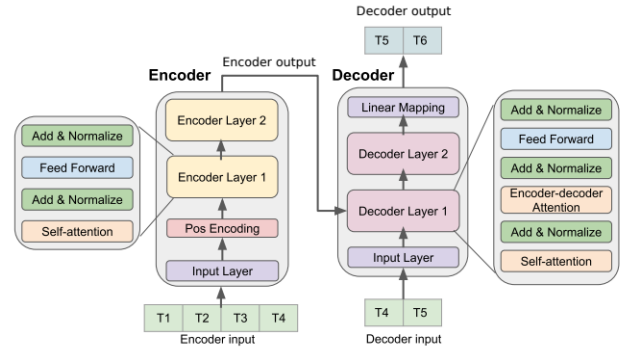 Decoder output
T5 T6
Encoder output
Encoder
Decoder
Encoder Layer 2
Encoder Layer 1
Pos Encoding
Input Layer
T1 T2 T3 T4
Encoder input
Add & Normalize
Feed Forward
Add & Normalize
Self-attention
Linear Mapping
Decoder Layer 2
Decoder Layer 1
Input Layer
T4 T5
Decoder input
Add & Normalize
Feed Forward
Add & Normalize
Encoder-decoder
Attention
Add & Normalize
Self-attention